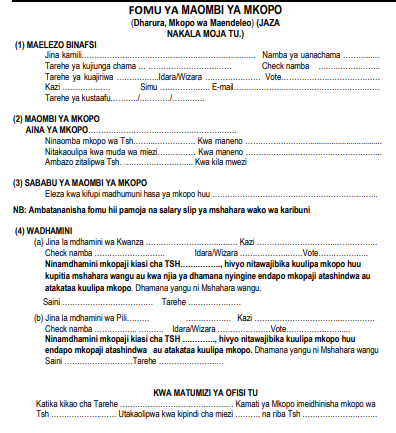 FOMU YA MAOMBI YA MKOPO
(Dharura, Mkopo wa Maendeleo) (JAZA
NAKALA MOJA TU.)
(1) MAELEZO BINAFSI
Jina kamili………………………………………………… Namba ya uanachama ……………
Tarehe ya kujiunga chama … ……………………… Check namba ……………………
Tarehe ya kuajiriwa ……………Idara/Wizara ………………… Vote………………………………
Kazi ……………… Simu ……………… E-mail………………………………………………
Tarehe ya kustaafu………./…………/…………
(2) MAOMBI YA MKOPO
AINA YA MKOPO………………………………………………
Ninaomba mkopo wa Tsh………………… Kwa maneno ……………………………………………
Nitakaoulipa kwa muda wa miezi………… Kwa maneno ……………………………………………
Ambazo zitalipwa Tsh. …………………… Kwa kila mwezi
(3) SABABU YA MAOMBI YA MKOPO
Eleza kwa kifupi madhumuni hasa ya mkopo huu ……………………………………………………
NB: Ambatanaisha fomu hii pamoja na salary slip ya mshahara wako wa karibuni
(4) WADHAMINI
(a) Jina la mdhamini wa Kwanza …………………………… Kazi ……………………………………
Check namba …………………………… Idara/Wizara ………………………Vote………………
Ninamdhamini mkopaji kiasi cha TSH……………, hivyo nitawajibika kuulipa mkopo huu
kupitia mshahara wangu au kwa njia ya dhamana nyingine endapo mkopaji atashindwa au
atakataa kuulipa mkopo. Dhamana yangu ni Mshahara wangu.
Saini …………………………… Tarehe ………………
(b) Jina la mdhamini wa Pili……… …………… Kazi ……………………………………
Check namba …………… ……… Idara/Wizara ……………………Vote……………………
Ninamdhamini mkopaji kiasi cha TSH …………, hivyo nitawajibika kuulipa mkopo huu
endapo mkopaji atashindwa au atakataa kuulipa mkopo. Dhamana yangu ni Mshahara wangu
Saini ………………………Tarehe ………………
KWA MATUMIZI YA OFISI TU
Katika kikao cha Tarehe …………………………………… Kamati ya Mkopo imeidhinisha mkopo wa
Tsh …………………… Utakaolipwa kwa kipindi cha miezi ……… na riba Tsh ………………………